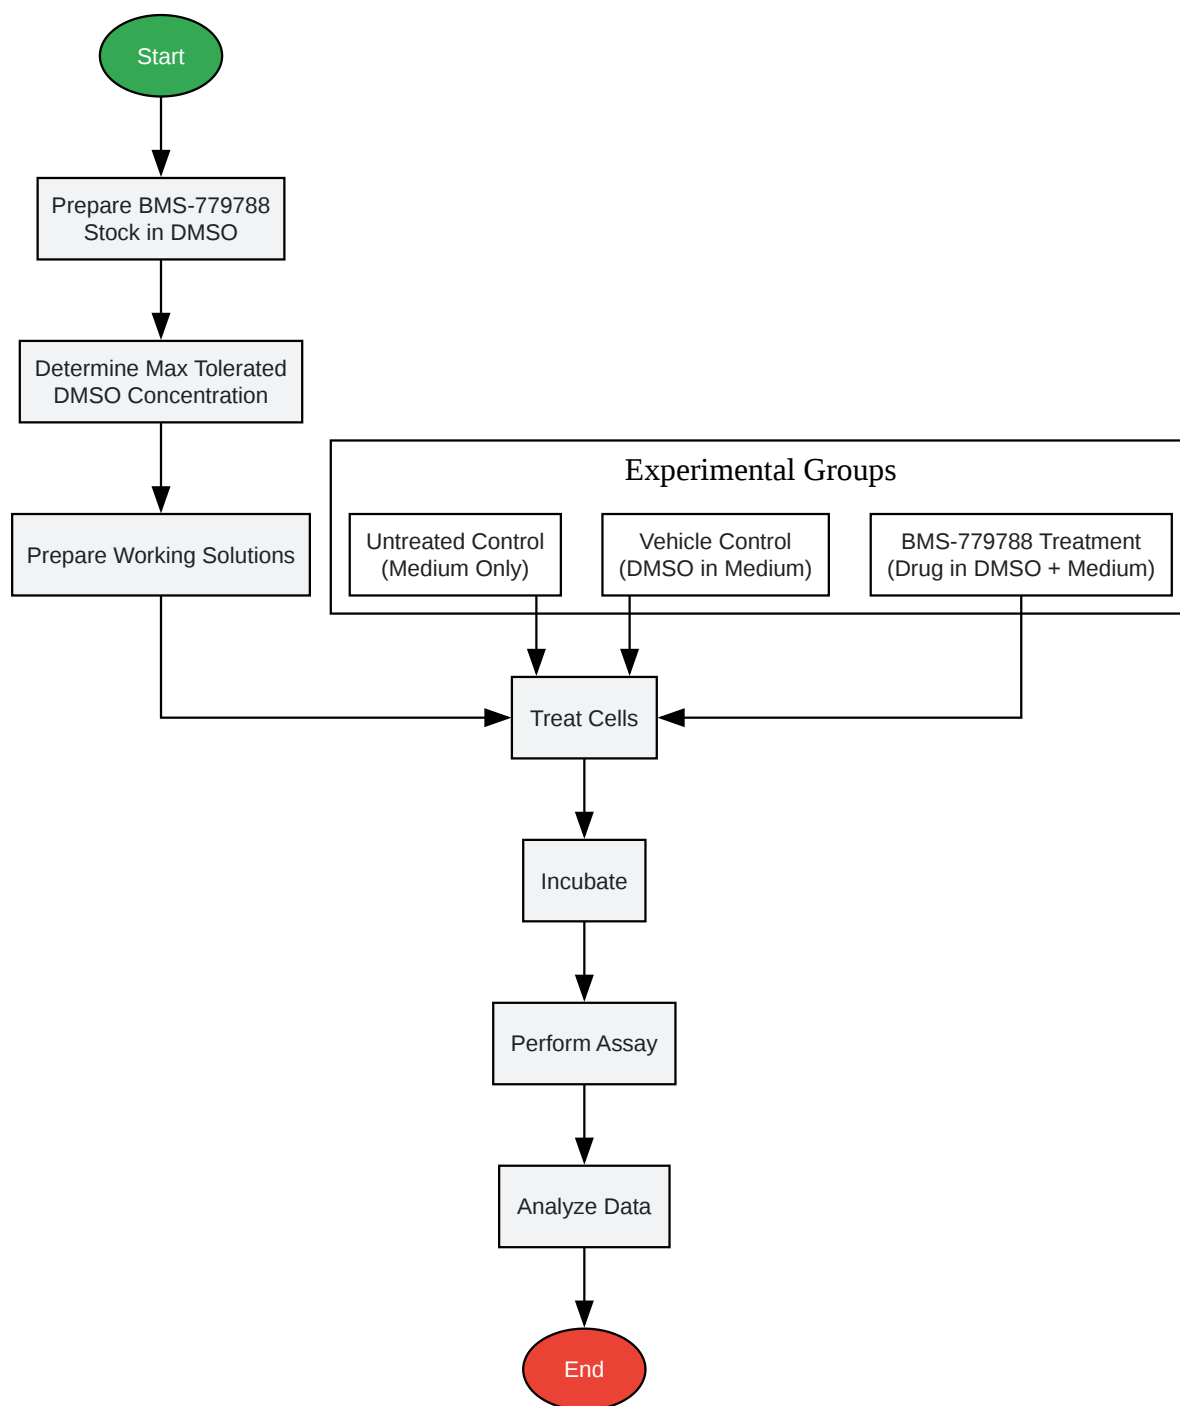 Start
Prepare BMS-779788
Stock in DMSO
Determine Max Tolerated
DMSO Concentration
Prepare Working Solutions
Experimental Groups
Untreated Control
(Medium Only)
Vehicle Control
(DMSO in Medium)
BMS-779788 Treatment
(Drug in DMSO + Medium)
Treat Cells
Incubate
Perform Assay
Analyze Data
End